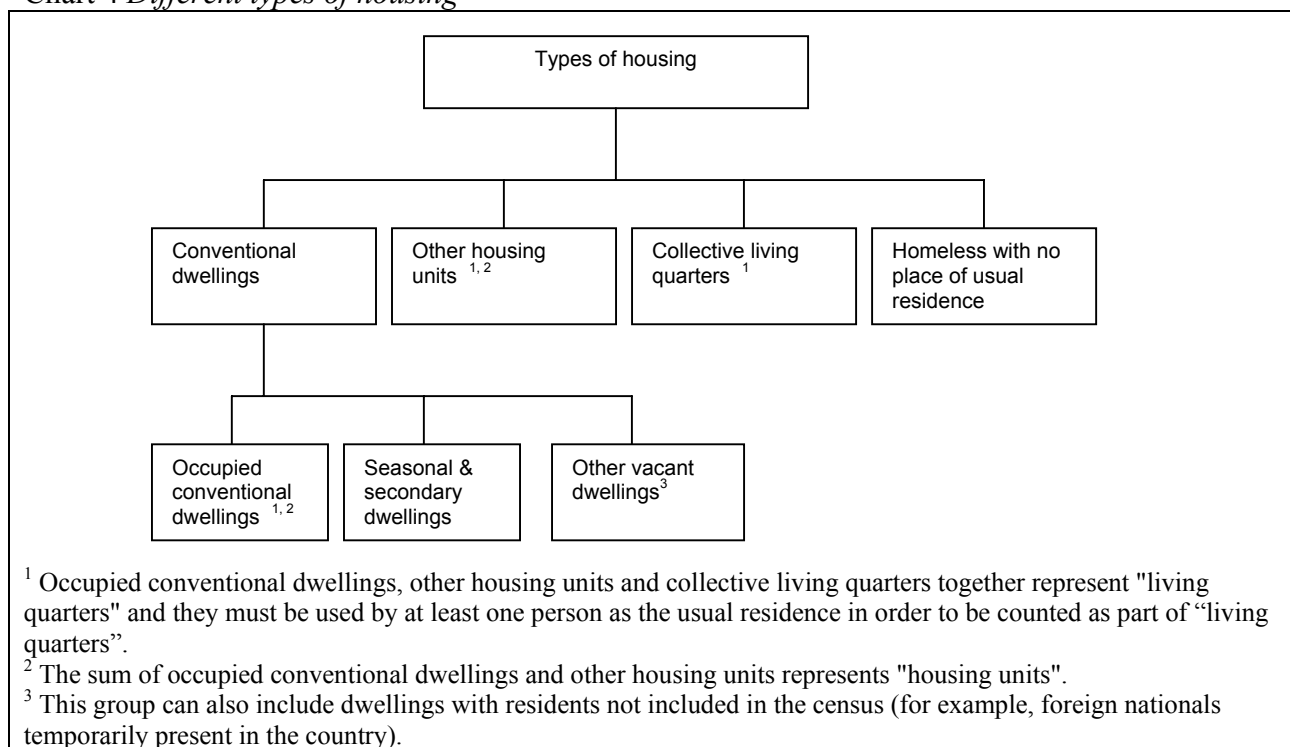 Chart 4 Different types of housing
Types of housing
Conventional
dwellings
Other housing
units 1, 2
Collective living
quarters 1
Homeless with no
place of usual
residence
Occupied
conventional
dwellings 1, 2
Seasonal &
secondary
dwellings
Other vacant
dwellings3
1 Occupied conventional dwellings, other housing units and collective living quarters together represent "living
quarters" and they must be used by at least one person as the usual residence in order to be counted as part of “living
quarters”.
2 The sum of occupied conventional dwellings and other housing units represents "housing units".
3 This group can also include dwellings with residents not included in the census (for example, foreign nationals
temporarily present in the country).